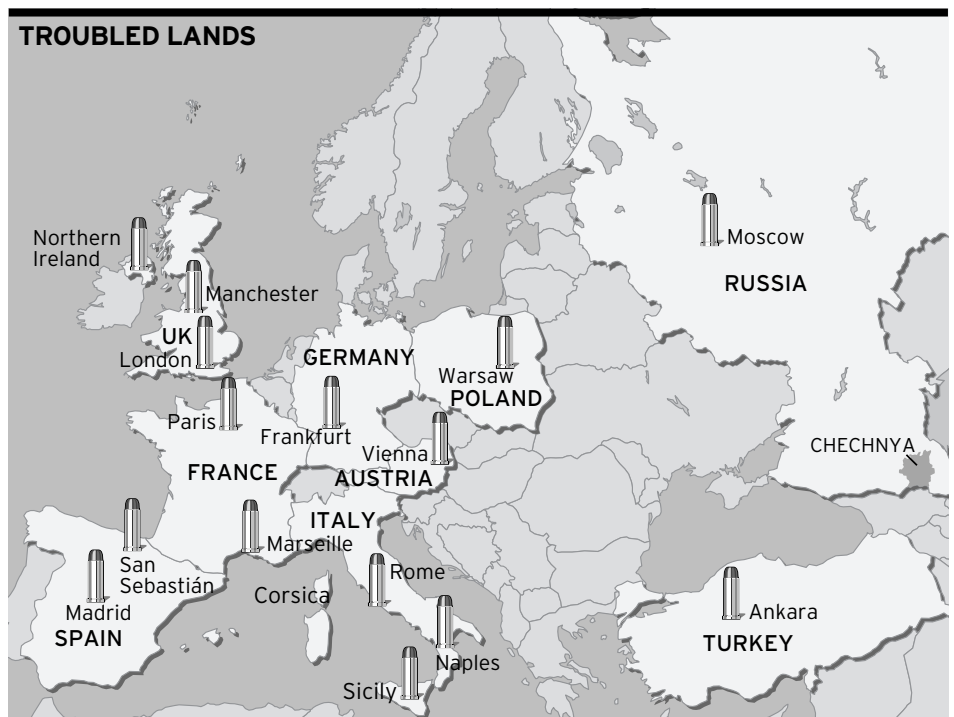 TROUBLED LANDS
Northern
Ireland
Moscow
RUSSIA
Manchester
UK
London
GERMANY
Warsaw
POLAND
Paris
Frankfurt
Vienna
CHECHNYA
FRANCE
AUSTRIA
ITALY
Marseille
San
Sebastián
Rome
Corsica
Madrid
SPAIN
Ankara
TURKEY
Naples
Sicily